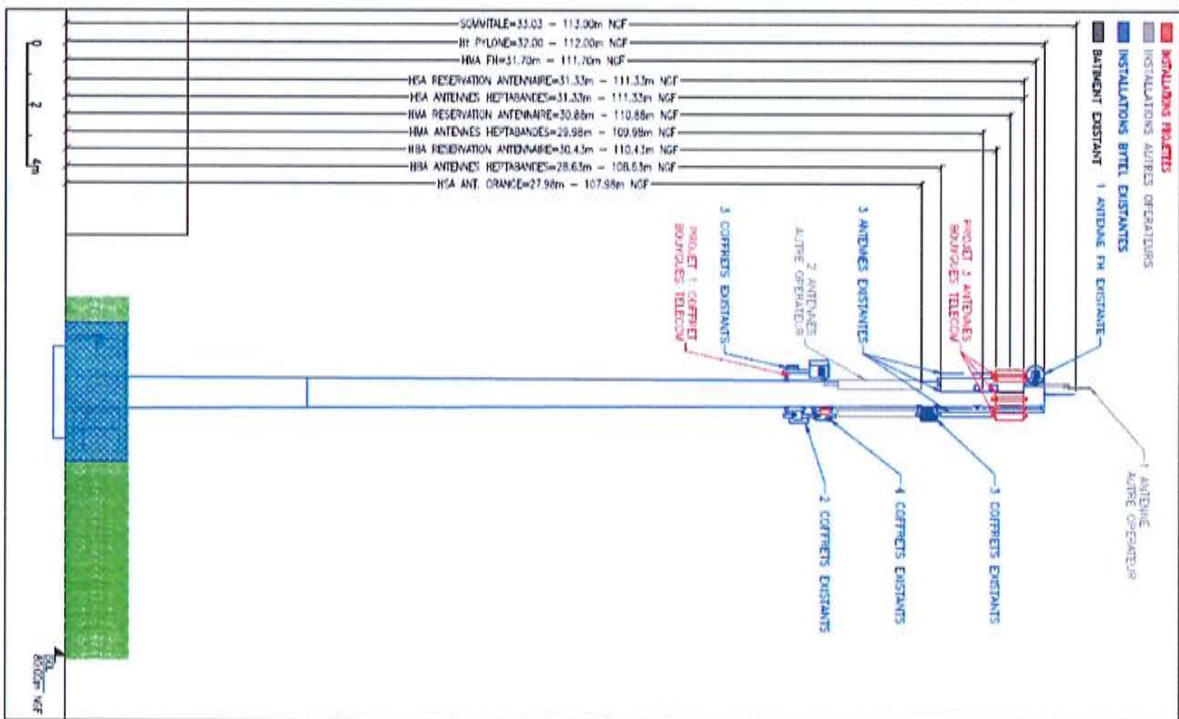 INSTALLATIONS PROJETÉES
INSTALLATIONS AUTRES OPERATEURS
INSTALLATIONS BYTEL EXISTANTES
BATIMENT EXISTANT
SOMMITALE=33.03 - 113.00m NGF
Ht PYLONE=32.00 - 112.00m NGF
HMA FH=31.70m - 111.70m NGF
HSA RESERVATION ANTENNAIRE=31.33m - 111.33m NGF
HSA ANTENNES HEPTABANDES=31.33m - 111.33m NGF
HMA RESERVATION ANTENNAIRE=30.88m - 110.88m NGF
HMA ANTENNES HEPTABANDES=29.98m - 109.98m NGF
HBA RESERVATION ANTENNAIRE=30.43m - 110.43m NGF
HBA ANTENNES HEPTABANDES=28.63m - 108.63m NGF
HSA ANT. ORANGE=27.98m - 107.98m NGF
1 ANTENNE FH EXISTANTE
PROJET 3 ANTENNES
BOUYGUES TELECOM
3 ANTENNES EXISTANTES
2 ANTENNES
AUTRE OPERATEUR
3 COFFRETS EXISTANTS
PROJET 1 COFFRET
BOUYGUES TELECOM
1 ANTENNE
AUTRE OPERATEUR
3 COFFRETS EXISTANTS
4 COFFRETS EXISTANTS
2 COFFRETS EXISTANTS
0 2 4m
SOL
80.00m NGF